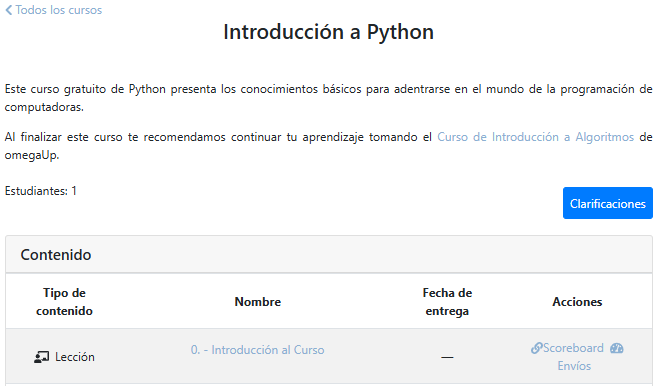 Todos los cursos
Introducción a Python
Este curso gratuito de Python presenta los conocimientos básicos para adentrarse en el mundo de la programación de
computadoras.
Al finalizar este curso te recomendamos continuar tu aprendizaje tomando el Curso de Introducción a Algoritmos de
omegaUp.
Estudiantes: 1
Clarificaciones
Contenido
Tipo de
contenido
Nombre
Fecha de
entrega
Acciones
Lección
0. - Introducción al Curso
—
Scoreboard
Envíos